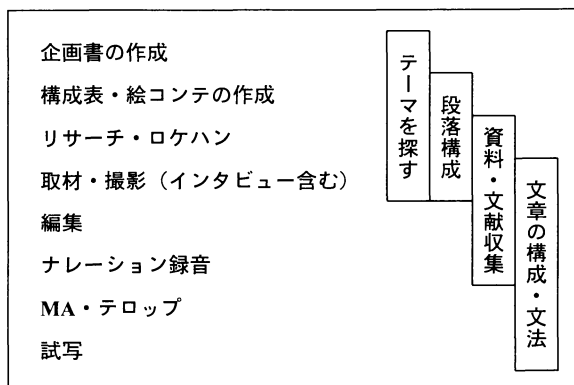 企画書の作成
構成表・絵コンテの作成
リサーチ・ロケハン
取材・撮影（インタビュー含む）
編集
ナレーション録音
MA・テロップ
試写
テーマを探す
段落構成
資料・文献収集
文章の構成・文法